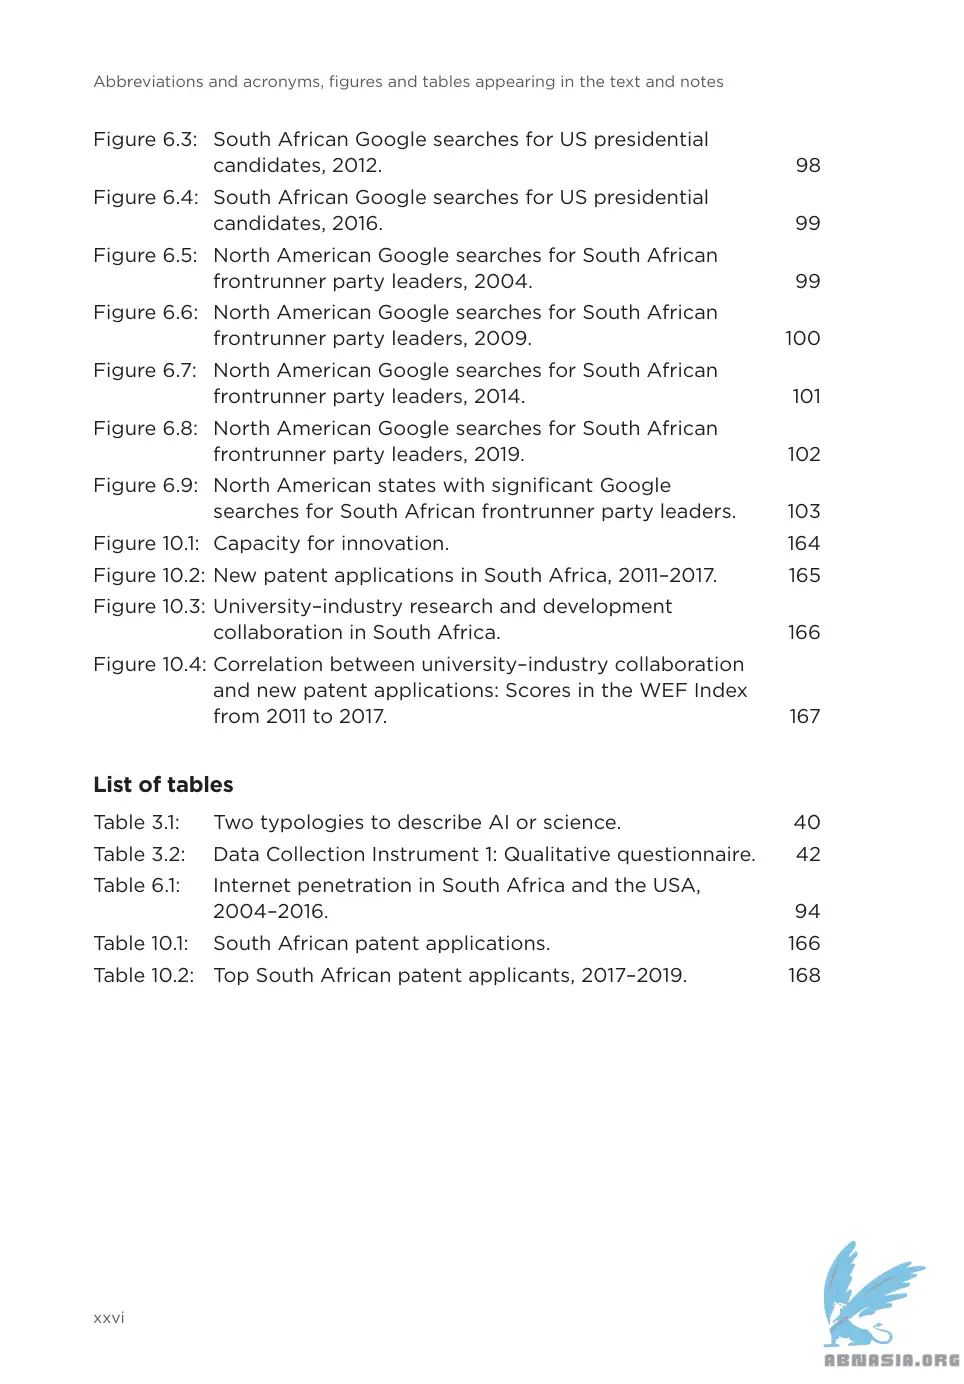 Abbreviations and acronyms, figures and tables appearing in the text and notes
Figure 6.3: South African Google searches for US presidential
candidates, 2012. 98
Figure 6.4: South African Google searches for US presidential
candidates, 2016. 99
Figure 6.5: North American Google searches for South African
frontrunner party leaders, 2004. 99
Figure 6.6: North American Google searches for South African
frontrunner party leaders, 2009. 100
Figure 6.7: North American Google searches for South African
frontrunner party leaders, 2014. 101
Figure 6.8: North American Google searches for South African
frontrunner party leaders, 2019. 102
Figure 6.9: North American states with significant Google
searches for South African frontrunner party leaders. 103
Figure 10.1: Capacity for innovation. 164
Figure 10.2: New patent applications in South Africa, 2011–2017. 165
Figure 10.3: University–industry research and development
collaboration in South Africa. 166
Figure 10.4: Correlation between university–industry collaboration
and new patent applications: Scores in the WEF Index
from 2011 to 2017. 167
List of tables
Table 3.1: Two typologies to describe AI or science. 40
Table 3.2: Data Collection Instrument 1: Qualitative questionnaire. 42
Table 6.1: Internet penetration in South Africa and the USA,
2004–2016. 94
Table 10.1: South African patent applications. 166
Table 10.2: Top South African patent applicants, 2017–2019. 168
xxvi
ABNASIA.ORG